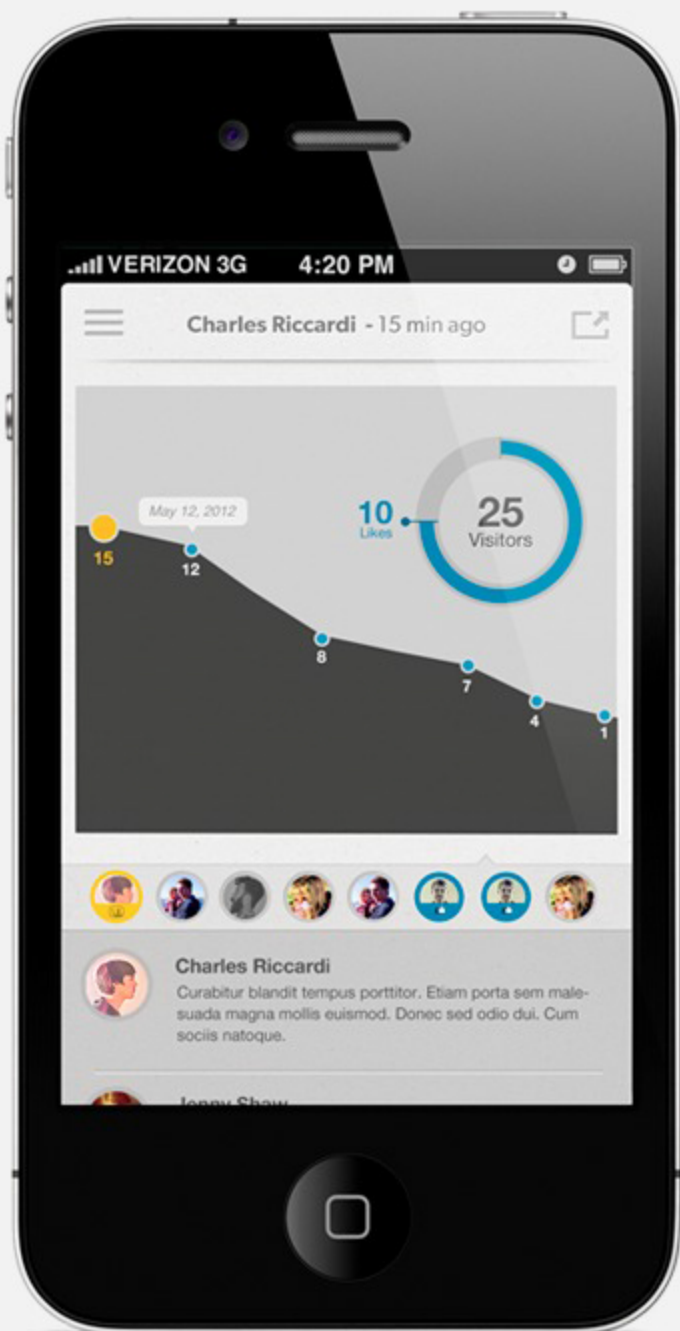 VERIZON 3G 4:20 PM
Charles Riccardi - 15 min ago
May 12, 2012
10
Likes
25
Visitors
15
12
8
7
4
1
Charles Riccardi
Curabitur blandit tempus porttitor. Etiam porta sem male-
suada magna mollis euismod. Donec sed odio dui. Cum
sociis natoque.
Jenny Shaw